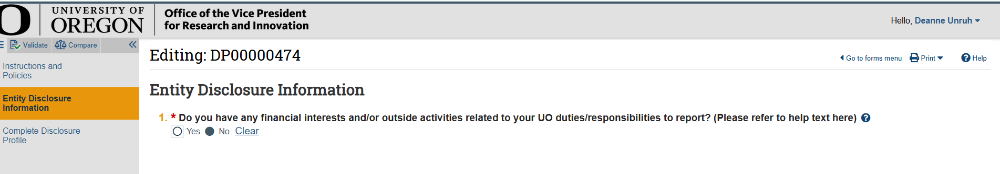 UNIVERSITY OF
OREGON
Office of the Vice President
for Research and Innovation
Hello, Deanne Unruh
Validate
Compare
Instructions and
Policies
Entity Disclosure
Information
Complete Disclosure
Profile
Editing: DP00000474
Go to forms menu
Print
Help
Entity Disclosure Information
1. * Do you have any financial interests and/or outside activities related to your UO duties/responsibilities to report? (Please refer to help text here)
Yes No Clear